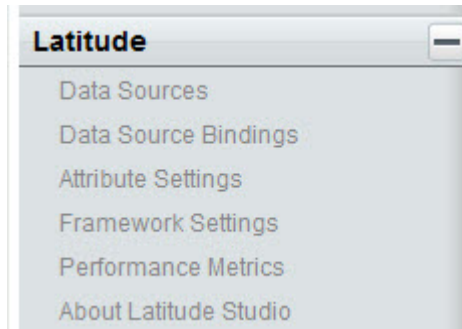 Latitude
Data Sources
Data Source Bindings
Attribute Settings
Framework Settings
Performance Metrics
About Latitude Studio